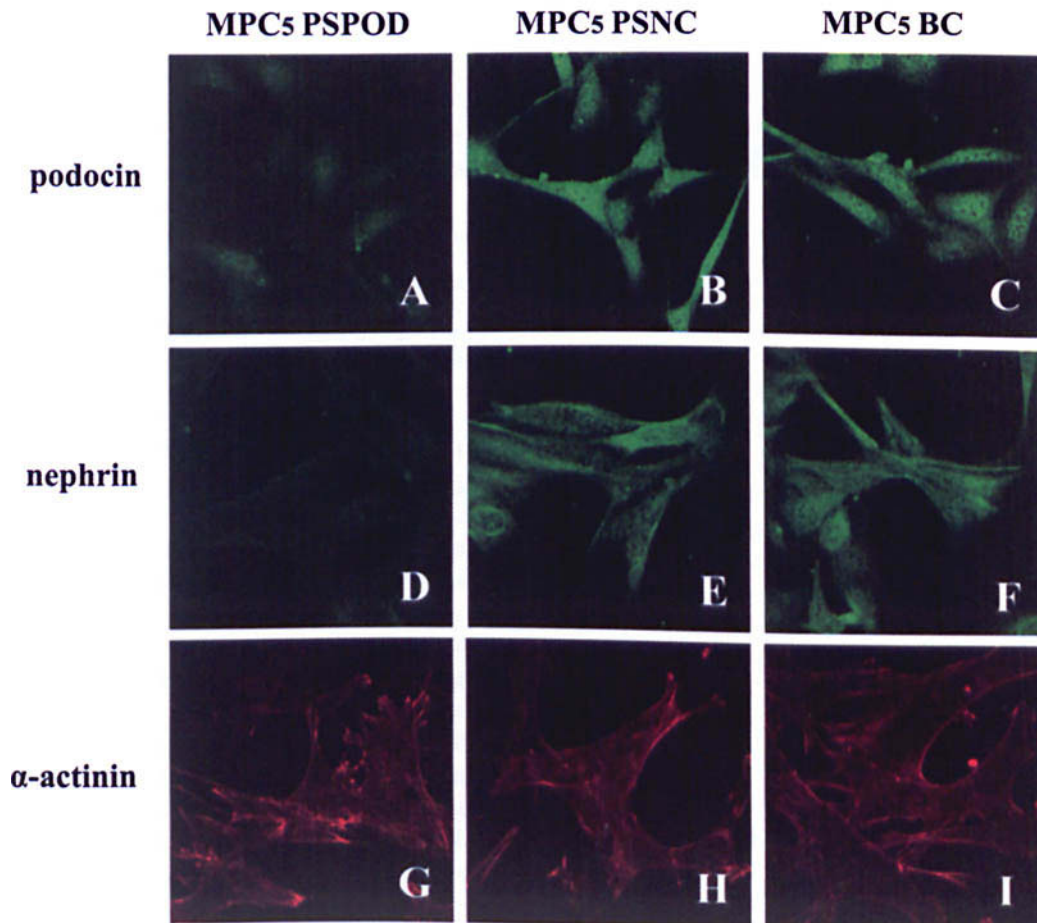 MPC5 PSPOD MPC5 PSNC MPC5 BC
podocin
A B C
nephrin
D E F
α-actinin
G H I